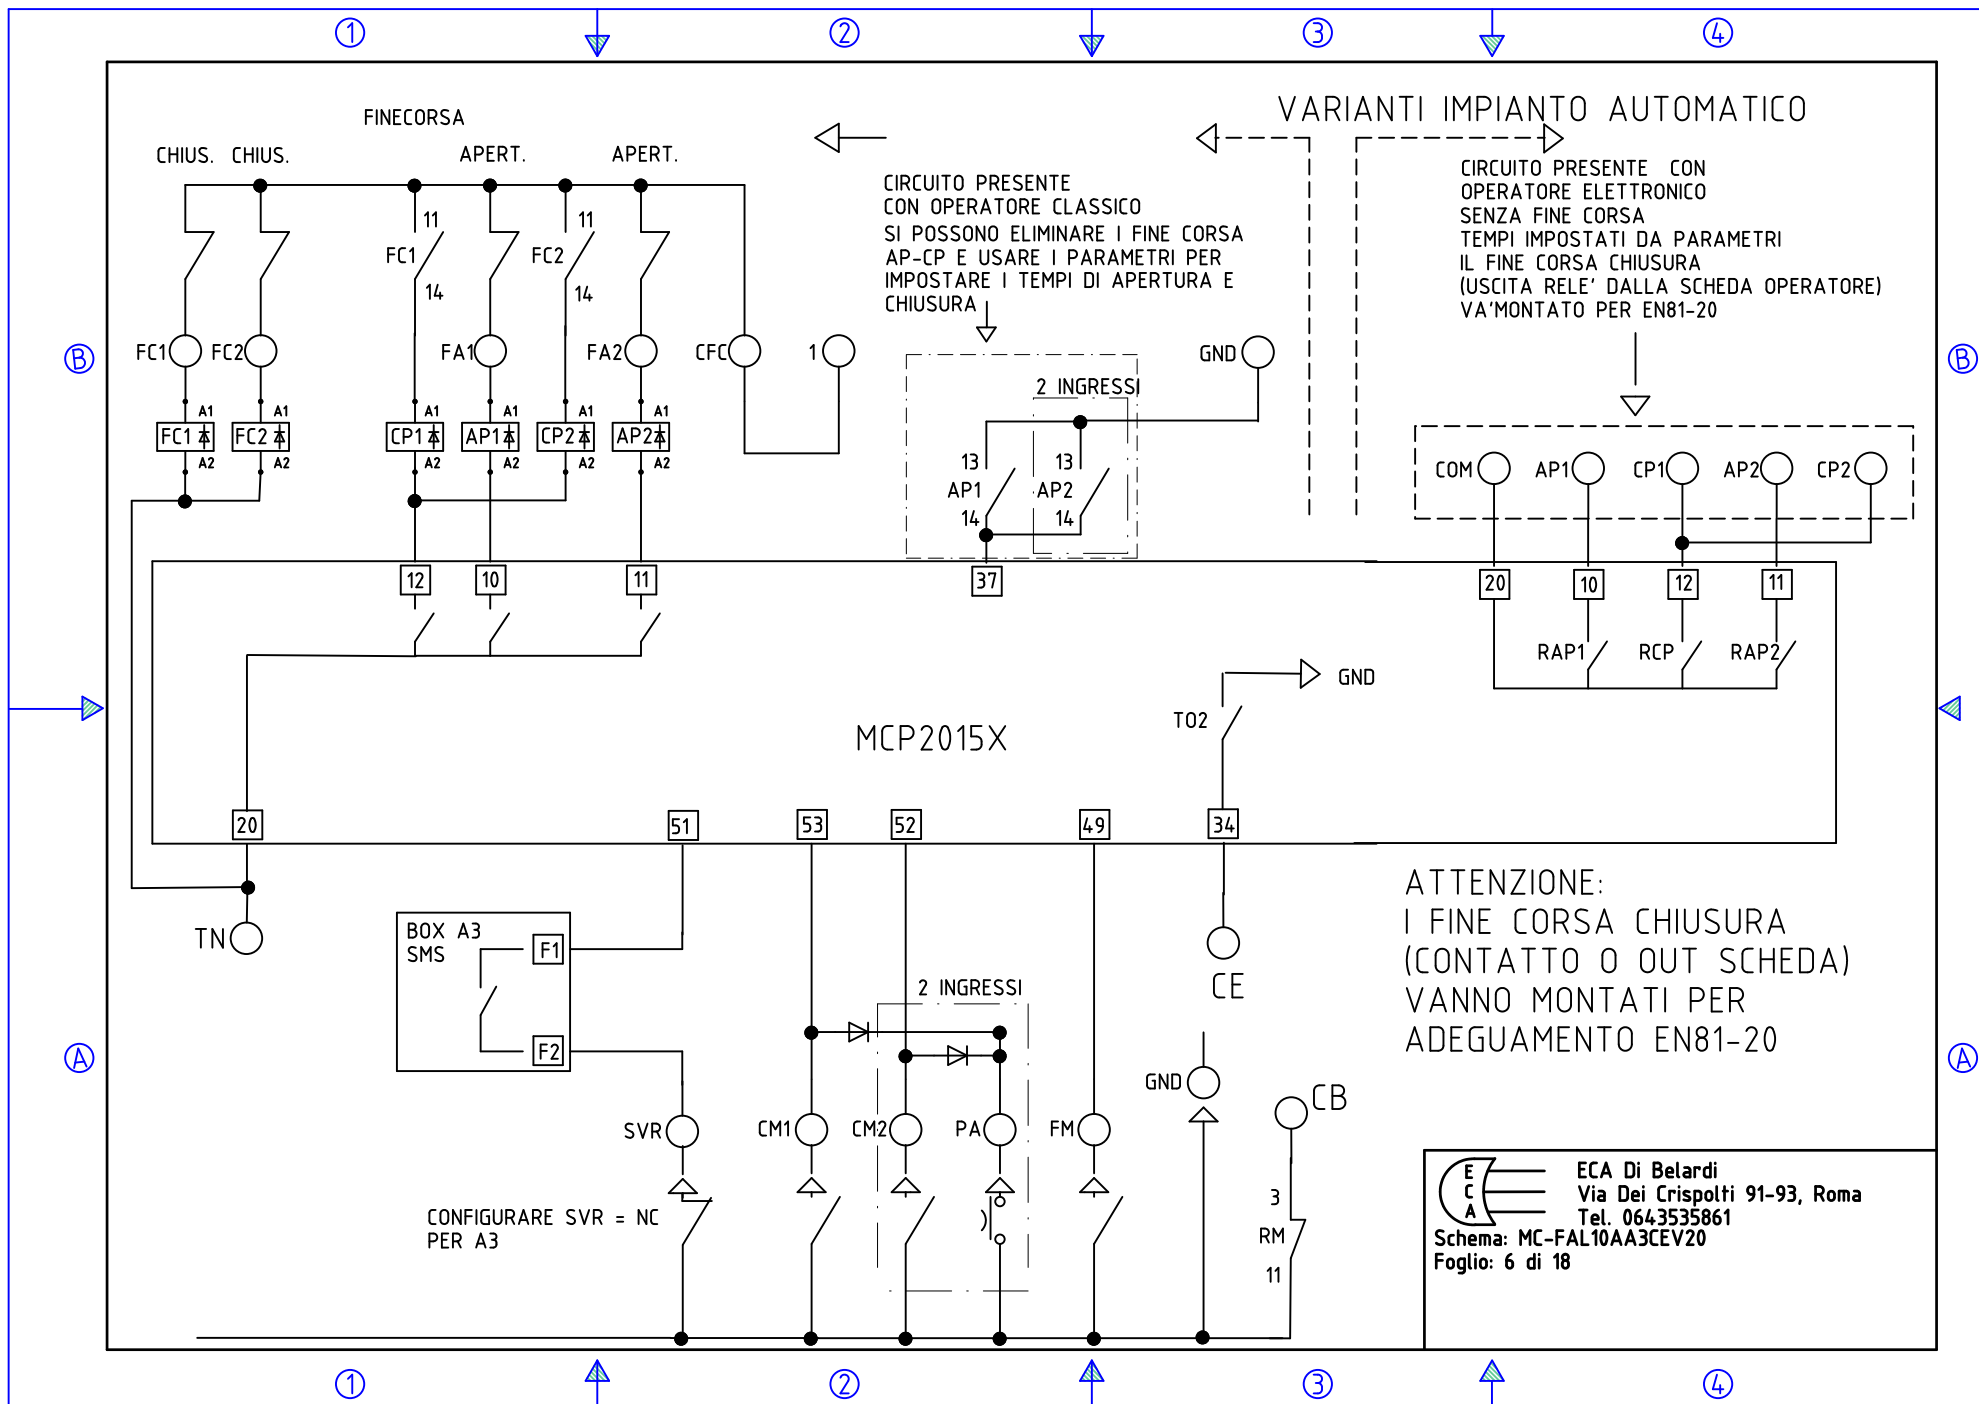 1
2
3
4
VARIANTI IMPIANTO AUTOMATICO
FINECORSA
CHIUS. CHIUS. APERT. APERT.
CIRCUITO PRESENTE
CON OPERATORE CLASSICO
SI POSSONO ELIMINARE I FINE CORSA
AP-CP E USARE I PARAMETRI PER
IMPOSTARE I TEMPI DI APERTURA E
CHIUSURA
CIRCUITO PRESENTE CON
OPERATORE ELETTRONICO
SENZA FINE CORSA
TEMPI IMPOSTATI DA PARAMETRI
IL FINE CORSA CHIUSURA
(USCITA RELE' DALLA SCHEDA OPERATORE)
VA'MONTATO PER EN81-20
11 11
FC1 FC2
14 14
B B
FC1 FC2 FA1 FA2 CFC 1 GND
2 INGRESSI
A1 A1 A1 A1 A1 A1
FC1 FC2 CP1 AP1 CP2 AP2
A2 A2 A2 A2 A2 A2
13 13
AP1 AP2
14 14
COM AP1 CP1 AP2 CP2
12 10 11 37 20 10 12 11
RAP1 RCP RAP2
GND
TO2
MCP2015X
20 51 53 52 49 34
TN
BOX A3
SMS
F1
F2
CE
ATTENZIONE:
I FINE CORSA CHIUSURA
(CONTATTO O OUT SCHEDA)
VANNO MONTATI PER
ADEGUAMENTO EN81-20
2 INGRESSI
A A
GND
CB
SVR CM1 CM2 PA FM
CONFIGURARE SVR = NC
PER A3
3
RM
11
E
C
A
ECA Di Belardi
Via Dei Crispolti 91-93, Roma
Tel. 0643535861
Schema: MC-FAL10AA3CEV20
Foglio: 6 di 18
1
2
3
4